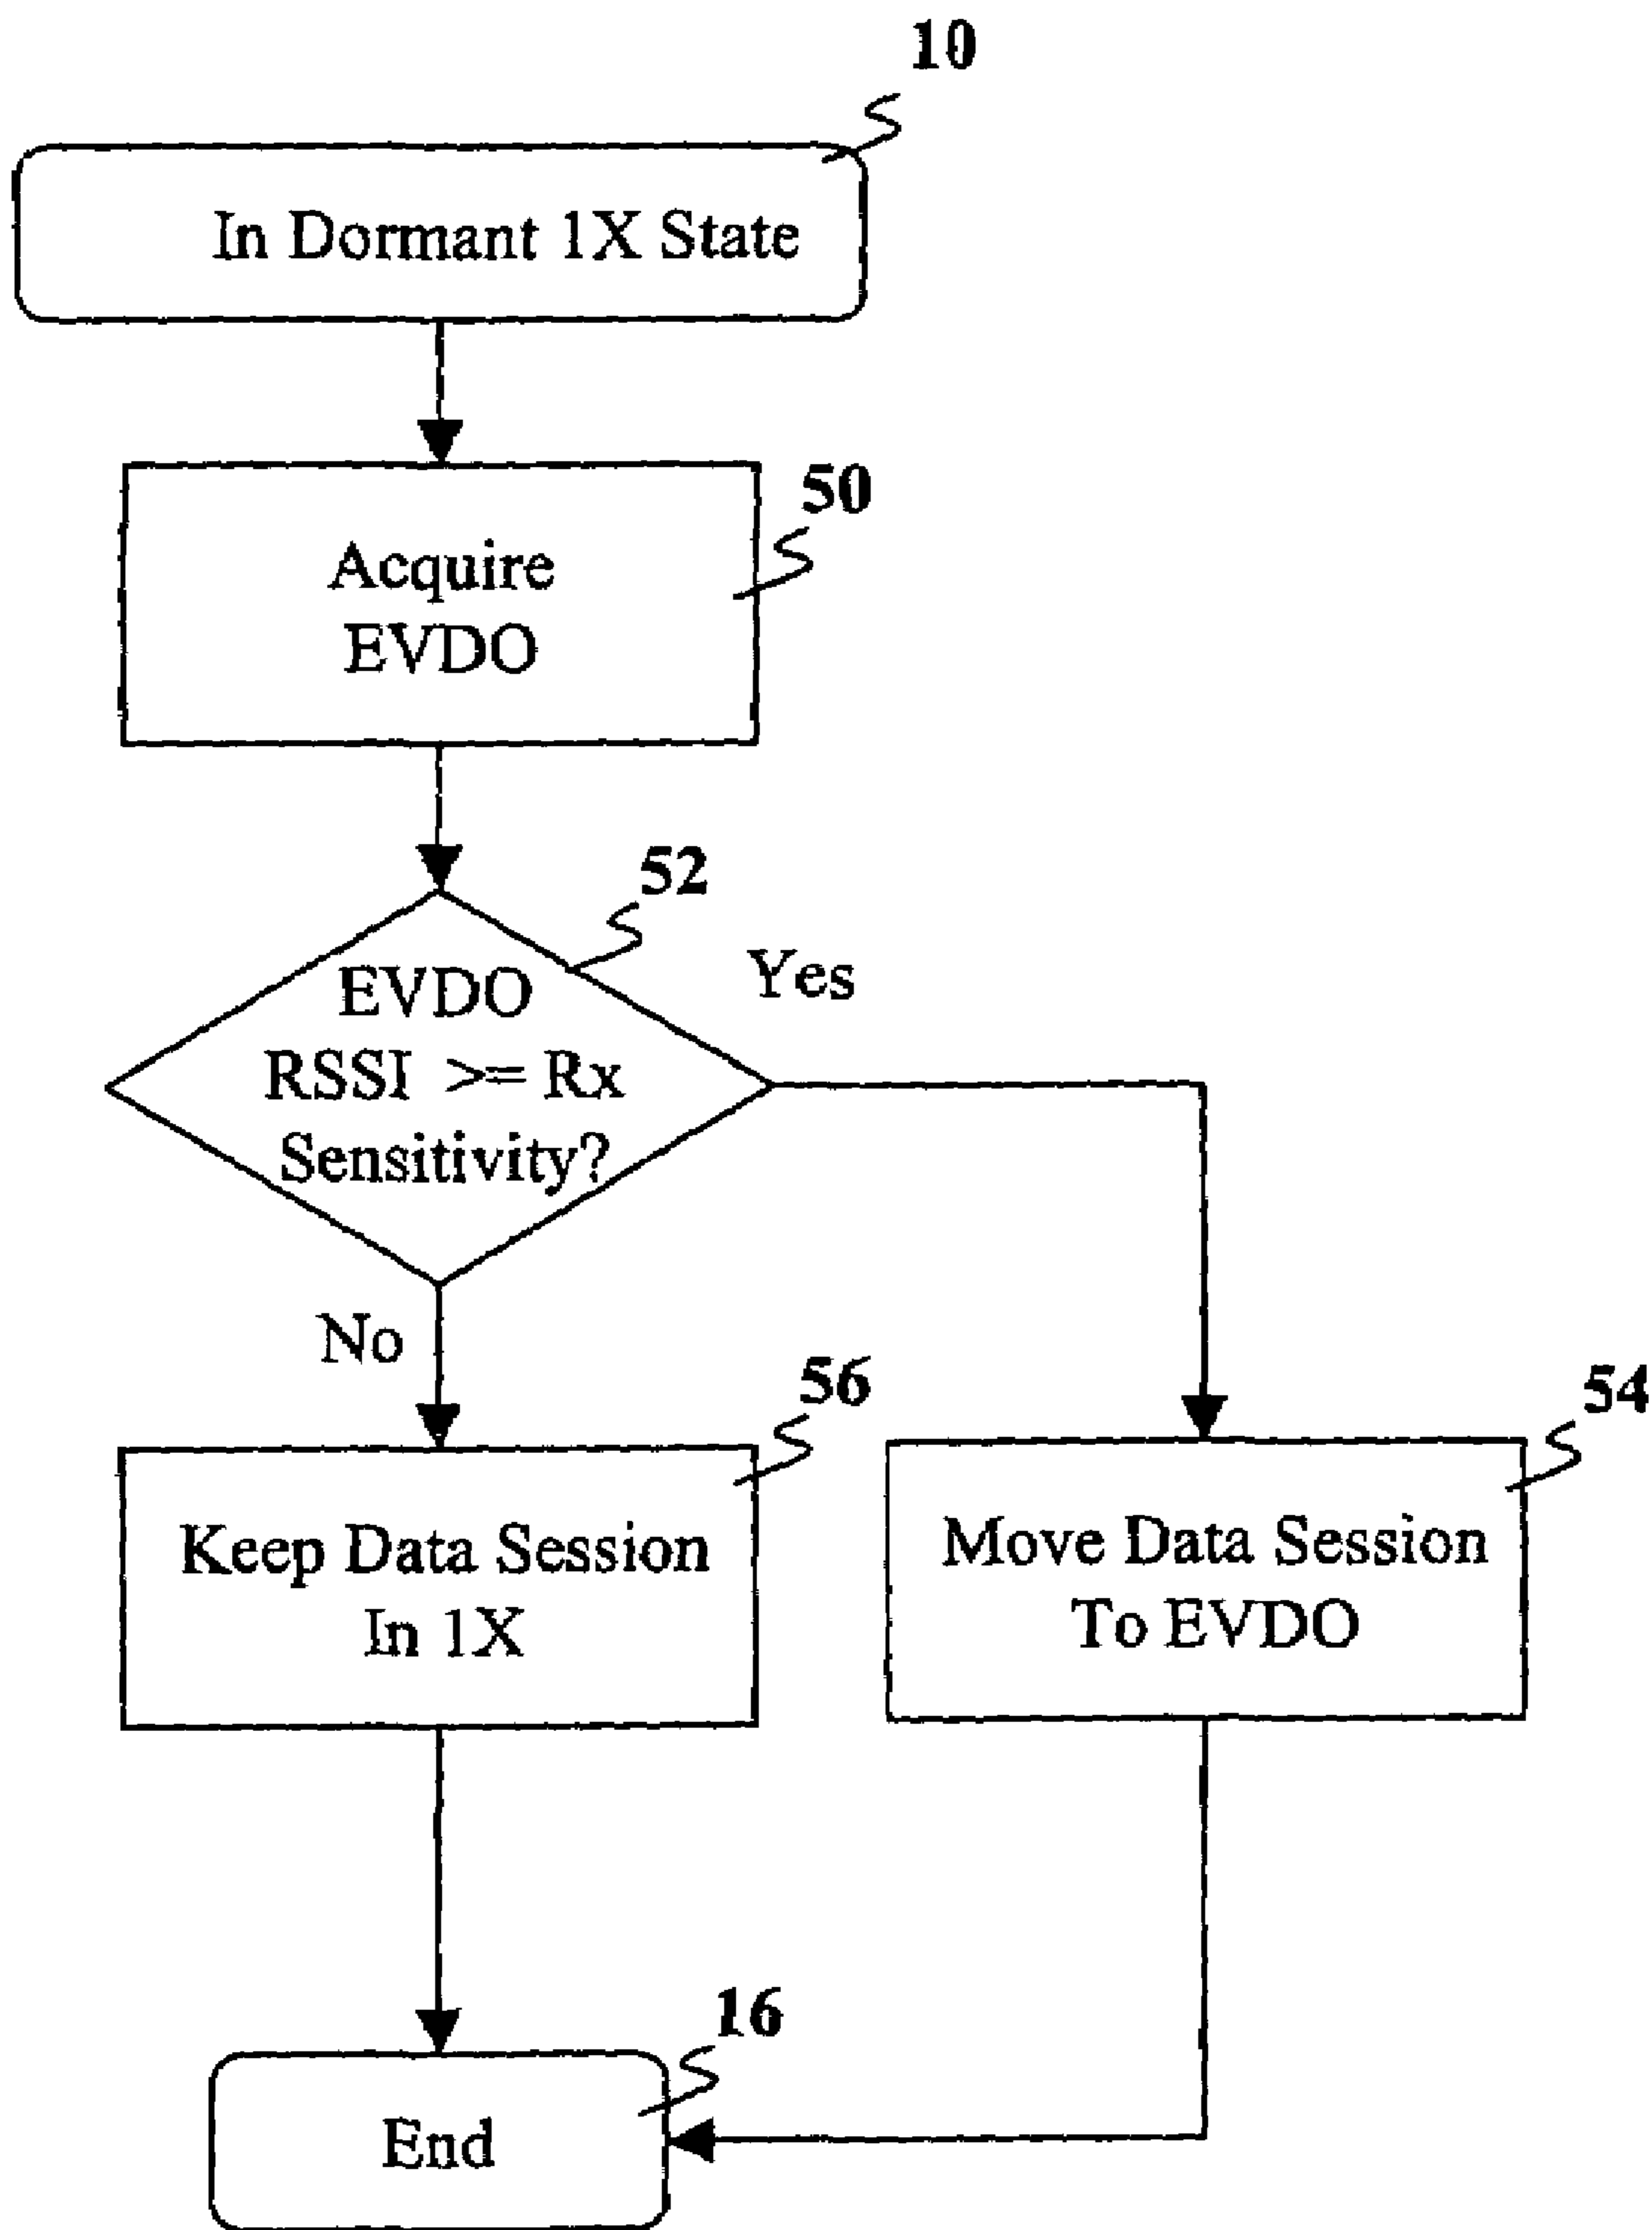 10
In Dormant 1X State
50
Acquire
EVDO
52
Yes
EVDO
RSSI >= Rx
Sensitivity?
No
56
54
Keep Data Session
In 1X
Move Data Session
To EVDO
16
End